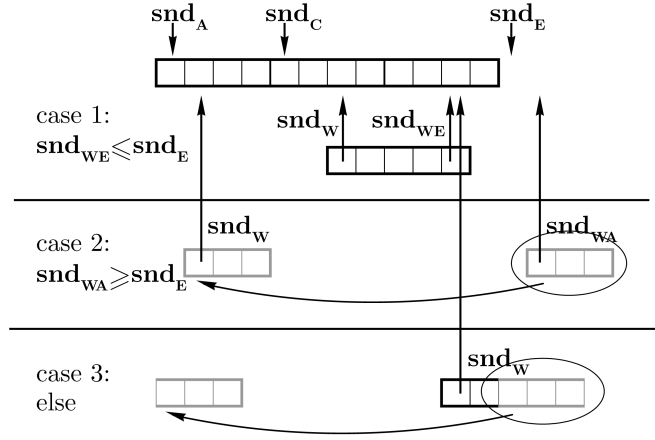 snd_A snd_C snd_E
case 1: snd_W snd_WE
snd_WE⩽snd_E
case 2: snd_W snd_WA
snd_WA⩾snd_E
case 3: snd_W
else